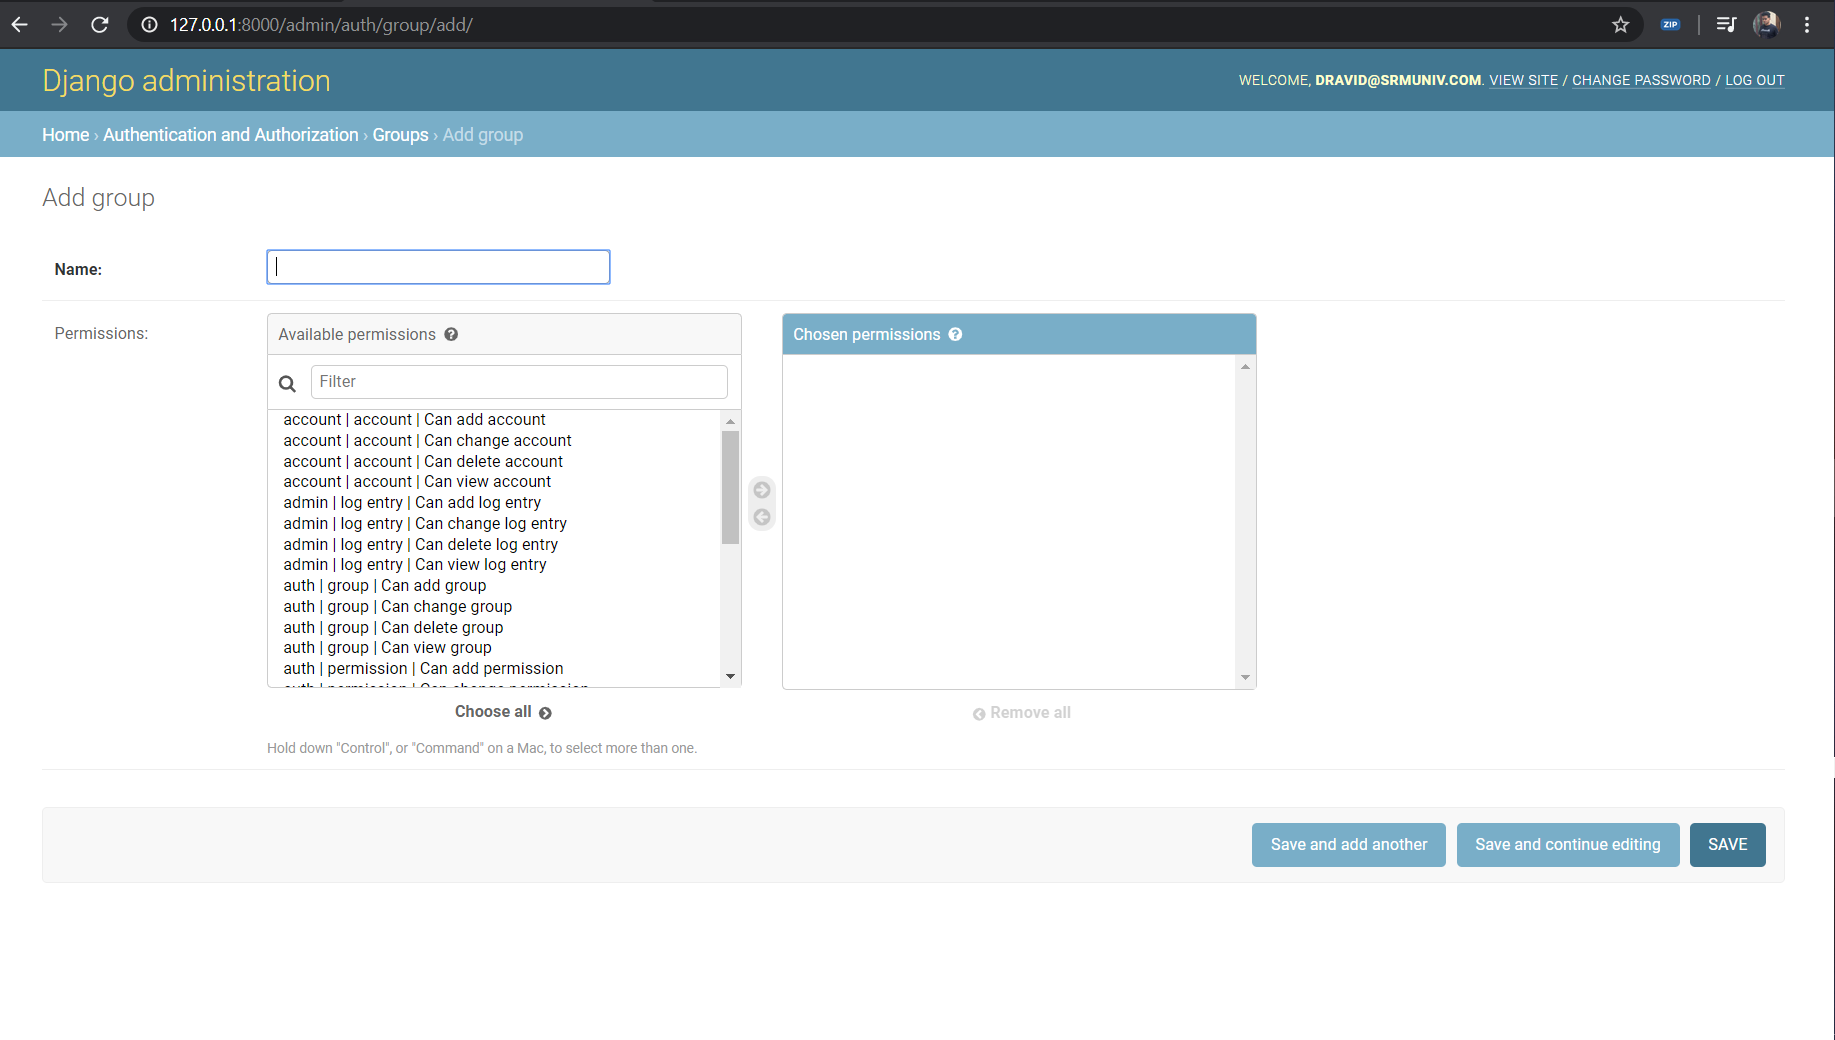 127.0.0.1:8000/admin/auth/group/add/
ZIP
Django administration
WELCOME, DRAVID@SRMUNIV.COM. VIEW SITE / CHANGE PASSWORD / LOG OUT
Home › Authentication and Authorization › Groups › Add group
Add group
Name:
Permissions:
Available permissions ?
Filter
account | account | Can add account
account | account | Can change account
account | account | Can delete account
account | account | Can view account
admin | log entry | Can add log entry
admin | log entry | Can change log entry
admin | log entry | Can delete log entry
admin | log entry | Can view log entry
auth | group | Can add group
auth | group | Can change group
auth | group | Can delete group
auth | group | Can view group
auth | permission | Can add permission
auth | permission | Can change permission
Choose all
Hold down "Control", or "Command" on a Mac, to select more than one.
Chosen permissions ?
Remove all
Save and add another
Save and continue editing
SAVE